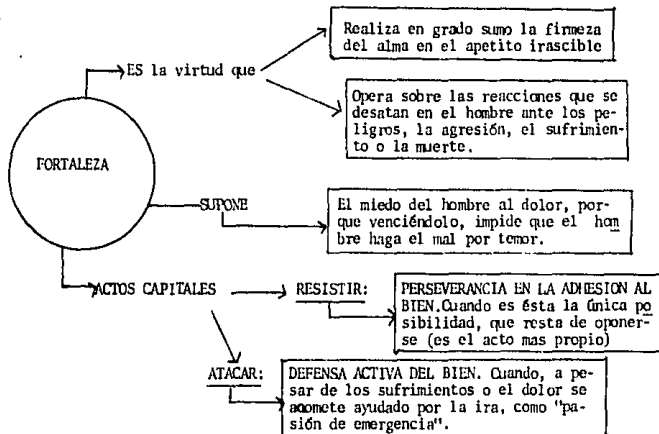 Realiza en grado sumo la firmeza
del alma en el apetito irascible
ES la virtud que
Opera sobre las reacciones que se
desatan en el hombre ante los pe-
ligros, la agresión, el sufrimien-
to o la muerte.
FORTALEZA
SUPONE
El miedo del hombre al dolor, por-
que venciéndolo, impide que el hom
bre haga el mal por temor.
ACTOS CAPITALES
RESISTIR:
PERSEVERANCIA EN LA ADHESION AL
BIEN.Cuando es ésta la única po
sibilidad, que resta de oponer-
se (es el acto mas propio)
ATACAR:
DEFENSA ACTIVA DEL BIEN. Cuando, a pe-
sar de los sufrimientos o el dolor se
acomete ayudado por la ira, como "pa-
sión de emergencia".